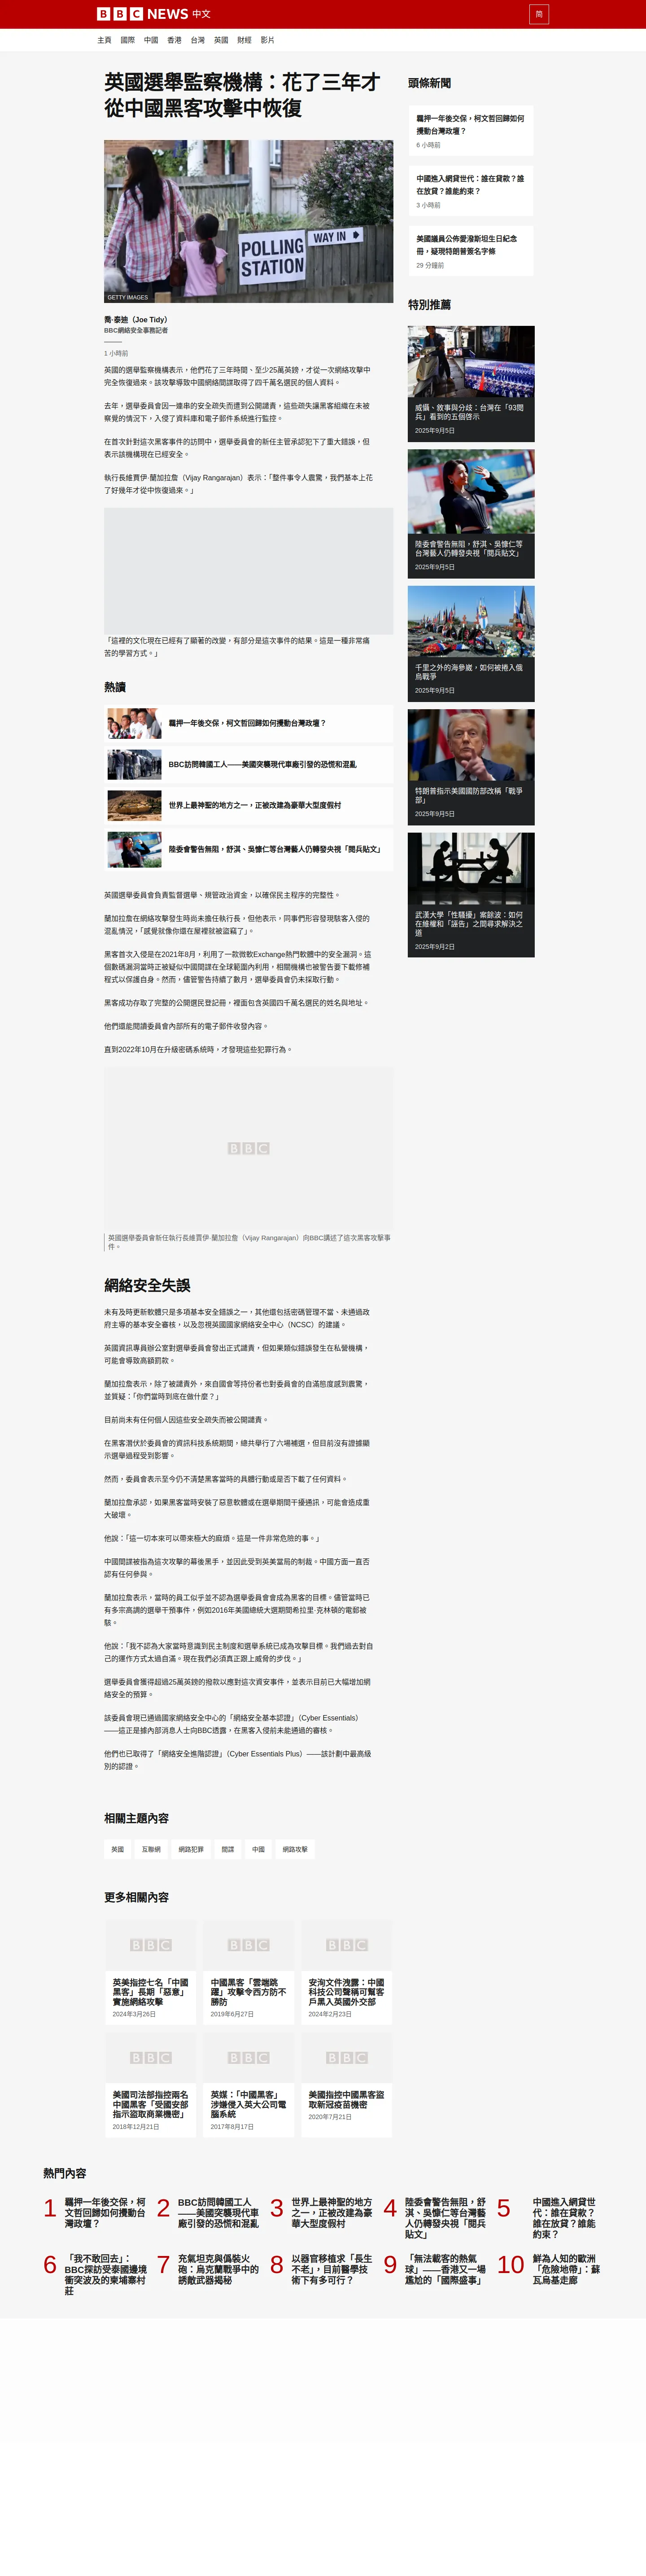 BBC NEWS 中文
简
主頁 國際 中國 香港 台灣 英國 財經 影片
英國選舉監察機構：花了三年才
從中國黑客攻擊中恢復
POLLING
STATION
WAY IN
GETTY IMAGES
喬·泰迪（Joe Tidy）
BBC網絡安全事務記者
1 小時前
英國的選舉監察機構表示，他們花了三年時間、至少25萬英鎊，才從一次網絡攻擊中
完全恢復過來。該攻擊導致中國網絡間諜取得了四千萬名選民的個人資料。
去年，選舉委員會因一連串的安全疏失而遭到公開譴責，這些疏失讓黑客組織在未被
察覺的情況下，入侵了資料庫和電子郵件系統進行監控。
在首次針對這次黑客事件的訪問中，選舉委員會的新任主管承認犯下了重大錯誤，但
表示該機構現在已經安全。
執行長維賈伊·蘭加拉詹（Vijay Rangarajan）表示：「整件事令人震驚，我們基本上花
了好幾年才從中恢復過來。」
「這裡的文化現在已經有了顯著的改變，有部分是這次事件的結果。這是一種非常痛
苦的學習方式。」
熱讀
羈押一年後交保，柯文哲回歸如何攪動台灣政壇？
BBC訪問韓國工人——美國突襲現代車廠引發的恐慌和混亂
世界上最神聖的地方之一，正被改建為豪華大型度假村
陸委會警告無阻，舒淇、吳慷仁等台灣藝人仍轉發央視「閱兵貼文」
英國選舉委員會負責監督選舉、規管政治資金，以確保民主程序的完整性。
蘭加拉詹在網絡攻擊發生時尚未擔任執行長，但他表示，同事們形容發現駭客入侵的
混亂情況，「感覺就像你還在屋裡就被盜竊了」。
黑客首次入侵是在2021年8月，利用了一款微軟Exchange熱門軟體中的安全漏洞。這
個數碼漏洞當時正被疑似中國間諜在全球範圍內利用，相關機構也被警告要下載修補
程式以保護自身。然而，儘管警告持續了數月，選舉委員會仍未採取行動。
黑客成功存取了完整的公開選民登記冊，裡面包含英國四千萬名選民的姓名與地址。
他們還能閱讀委員會內部所有的電子郵件收發內容。
直到2022年10月在升級密碼系統時，才發現這些犯罪行為。
BBC
英國選舉委員會新任執行長維賈伊·蘭加拉詹（Vijay Rangarajan）向BBC講述了這次黑客攻擊事
件。
網絡安全失誤
未有及時更新軟體只是多項基本安全錯誤之一，其他還包括密碼管理不當、未通過政
府主導的基本安全審核，以及忽視英國國家網絡安全中心（NCSC）的建議。
英國資訊專員辦公室對選舉委員會發出正式譴責，但如果類似錯誤發生在私營機構，
可能會導致高額罰款。
蘭加拉詹表示，除了被譴責外，來自國會等持份者也對委員會的自滿態度感到震驚，
並質疑：「你們當時到底在做什麼？」
目前尚未有任何個人因這些安全疏失而被公開譴責。
在黑客潛伏於委員會的資訊科技系統期間，總共舉行了六場補選，但目前沒有證據顯
示選舉過程受到影響。
然而，委員會表示至今仍不清楚黑客當時的具體行動或是否下載了任何資料。
蘭加拉詹承認，如果黑客當時安裝了惡意軟體或在選舉期間干擾通訊，可能會造成重
大破壞。
他說：「這一切本來可以帶來極大的麻煩。這是一件非常危險的事。」
中國間諜被指為這次攻擊的幕後黑手，並因此受到英美當局的制裁。中國方面一直否
認有任何參與。
蘭加拉詹表示，當時的員工似乎並不認為選舉委員會會成為黑客的目標。儘管當時已
有多宗高調的選舉干預事件，例如2016年美國總統大選期間希拉里·克林頓的電郵被
駭。
他說：「我不認為大家當時意識到民主制度和選舉系統已成為攻擊目標。我們過去對自
己的運作方式太過自滿。現在我們必須真正跟上威脅的步伐。」
選舉委員會獲得超過25萬英鎊的撥款以應對這次資安事件，並表示目前已大幅增加網
絡安全的預算。
該委員會現已通過國家網絡安全中心的「網絡安全基本認證」（Cyber Essentials）
——這正是據內部消息人士向BBC透露，在黑客入侵前未能通過的審核。
他們也已取得了「網絡安全進階認證」（Cyber Essentials Plus）——該計劃中最高級
別的認證。
相關主題內容
英國 互聯網 網路犯罪 間諜 中國 網路攻擊
更多相關內容
BBC BBC BBC
英美指控七名「中國
黑客」長期「惡意」
實施網絡攻擊
2024年3月26日
中國黑客「雲端跳
躍」攻擊令西方防不
勝防
2019年6月27日
安洵文件洩露：中國
科技公司聲稱可幫客
戶黑入英國外交部
2024年2月23日
BBC BBC BBC
美國司法部指控兩名
中國黑客「受國安部
指示盜取商業機密」
2018年12月21日
英媒：「中國黑客」
涉嫌侵入英大公司電
腦系統
2017年8月17日
美國指控中國黑客盜
取新冠疫苗機密
2020年7月21日
頭條新聞
羈押一年後交保，柯文哲回歸如何
攪動台灣政壇？
6 小時前
中國進入網貸世代：誰在貸款？誰
在放貸？誰能約束？
3 小時前
美國議員公佈愛潑斯坦生日紀念
冊，疑現特朗普簽名字條
29 分鐘前
特別推薦
威懾、敘事與分歧：台灣在「93閱
兵」看到的五個啓示
2025年9月5日
陸委會警告無阻，舒淇、吳慷仁等
台灣藝人仍轉發央視「閱兵貼文」
2025年9月5日
千里之外的海參崴，如何被捲入俄
烏戰爭
2025年9月5日
特朗普指示美國國防部改稱「戰爭
部」
2025年9月5日
武漢大學「性騷擾」案餘波：如何
在維權和「誣告」之間尋求解決之
道
2025年9月2日
熱門內容
1 羈押一年後交保，柯
文哲回歸如何攪動台
灣政壇？
2 BBC訪問韓國工人
——美國突襲現代車
廠引發的恐慌和混亂
3 世界上最神聖的地方
之一，正被改建為豪
華大型度假村
4 陸委會警告無阻，舒
淇、吳慷仁等台灣藝
人仍轉發央視「閱兵
貼文」
5 中國進入網貸世
代：誰在貸款？
誰在放貸？誰能
約束？
6 「我不敢回去」：
BBC探訪受泰國邊境
衝突波及的柬埔寨村
莊
7 充氣坦克與僞裝火
砲：烏克蘭戰爭中的
誘敵武器揭秘
8 以器官移植求「長生
不老」，目前醫學技
術下有多可行？
9 「無法載客的熱氣
球」——香港又一場
尷尬的「國際盛事」
10 鮮為人知的歐洲
「危險地帶」：蘇
瓦烏基走廊